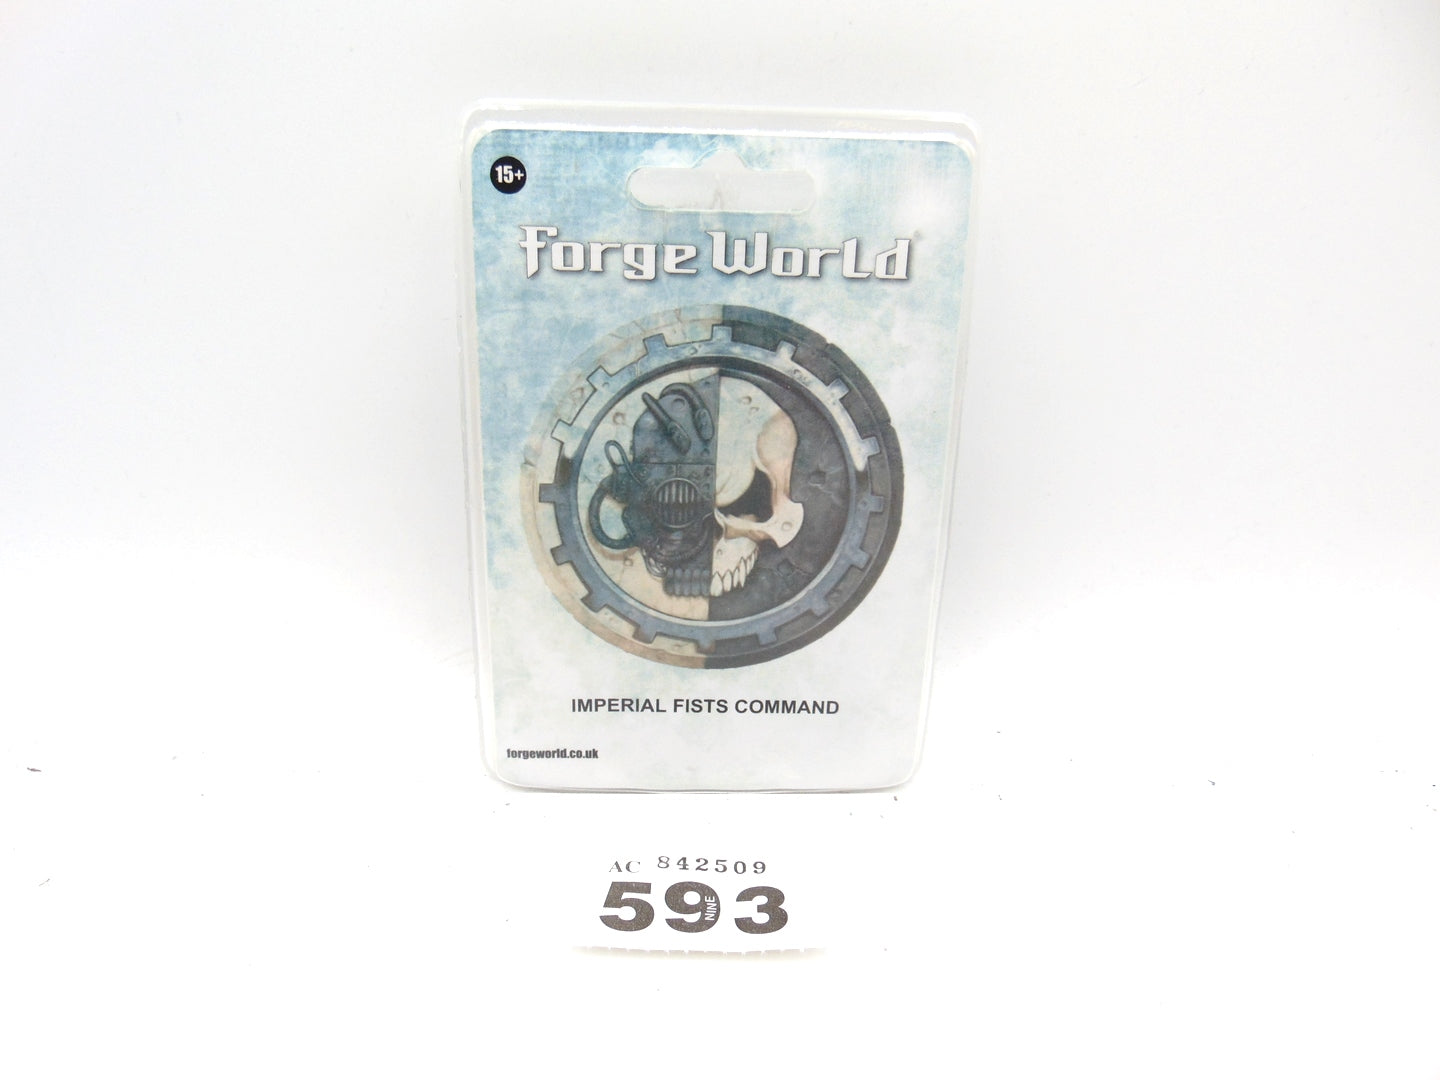 15+
Forge World
IMPERIAL FISTS COMMAND
forgeworld.co.uk
AC 842509
593
NINE